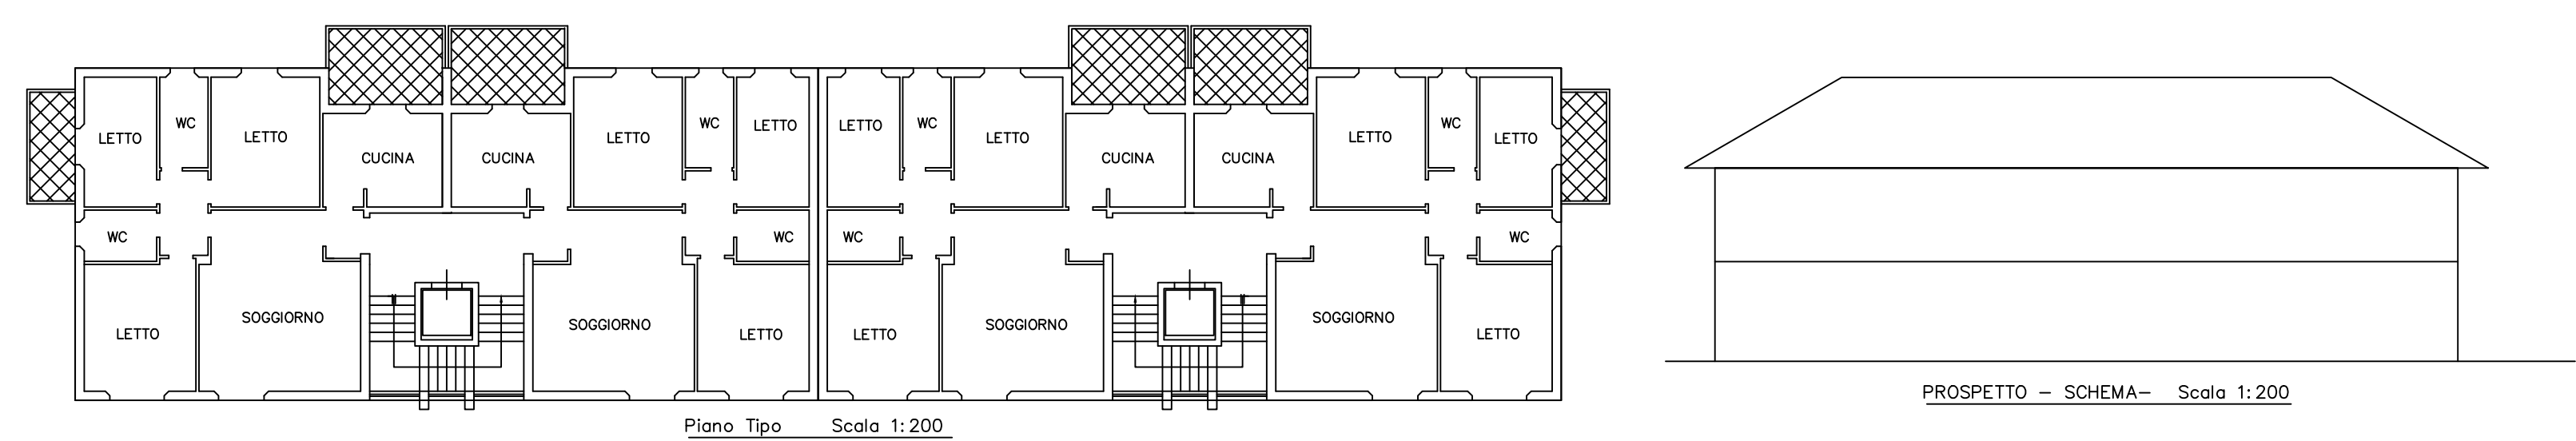 LETTO WC LETTO CUCINA CUCINA LETTO WC LETTO LETTO WC LETTO CUCINA CUCINA LETTO WC LETTO
WC WC WC WC
LETTO SOGGIORNO SOGGIORNO LETTO LETTO SOGGIORNO SOGGIORNO LETTO
Piano Tipo Scala 1:200
PROSPETTO - SCHEMA- Scala 1:200